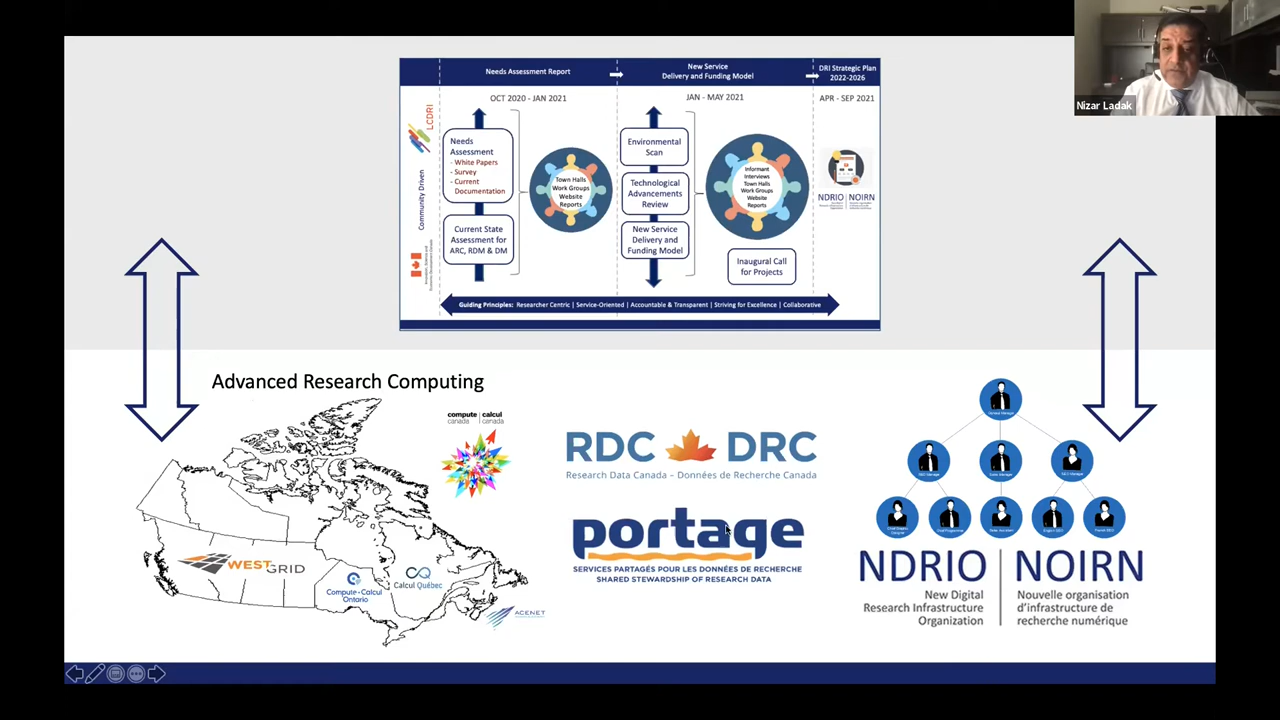 Nizar Ladak
Needs Assessment Report
New Service
Delivery and Funding Model
DRI Strategic Plan
2022-2026
OCT 2020 - JAN 2021
JAN - MAY 2021
APR - SEP 2021
LCDRI
Community Driven
Needs
Assessment
- White Papers
- Survey
- Current
Documentation
Current State
Assessment for
ARC, RDM & DM
Town Halls
Work Groups
Website
Reports
Environmental
Scan
Technological
Advancements
Review
New Service
Delivery and
Funding Model
Informant
Interviews
Town Halls
Work Groups
Website
Reports
Inaugural Call
for Projects
NDRIO | NOIRN
Guiding Principles: Researcher Centric | Service-Oriented | Accountable & Transparent | Striving for Excellence | Collaborative
Advanced Research Computing
compute | calcul
canada | canada
WESTGRID
Compute • Calcul
Ontario
Calcul Québec
ACENET
RDC DRC
Research Data Canada – Données de Recherche Canada
portage
SERVICES PARTAGÉS POUR LES DONNÉES DE RECHERCHE
SHARED STEWARDSHIP OF RESEARCH DATA
NDRIO | NOIRN
New Digital
Research Infrastructure
Organization
Nouvelle organisation
d'infrastructure de
recherche numérique